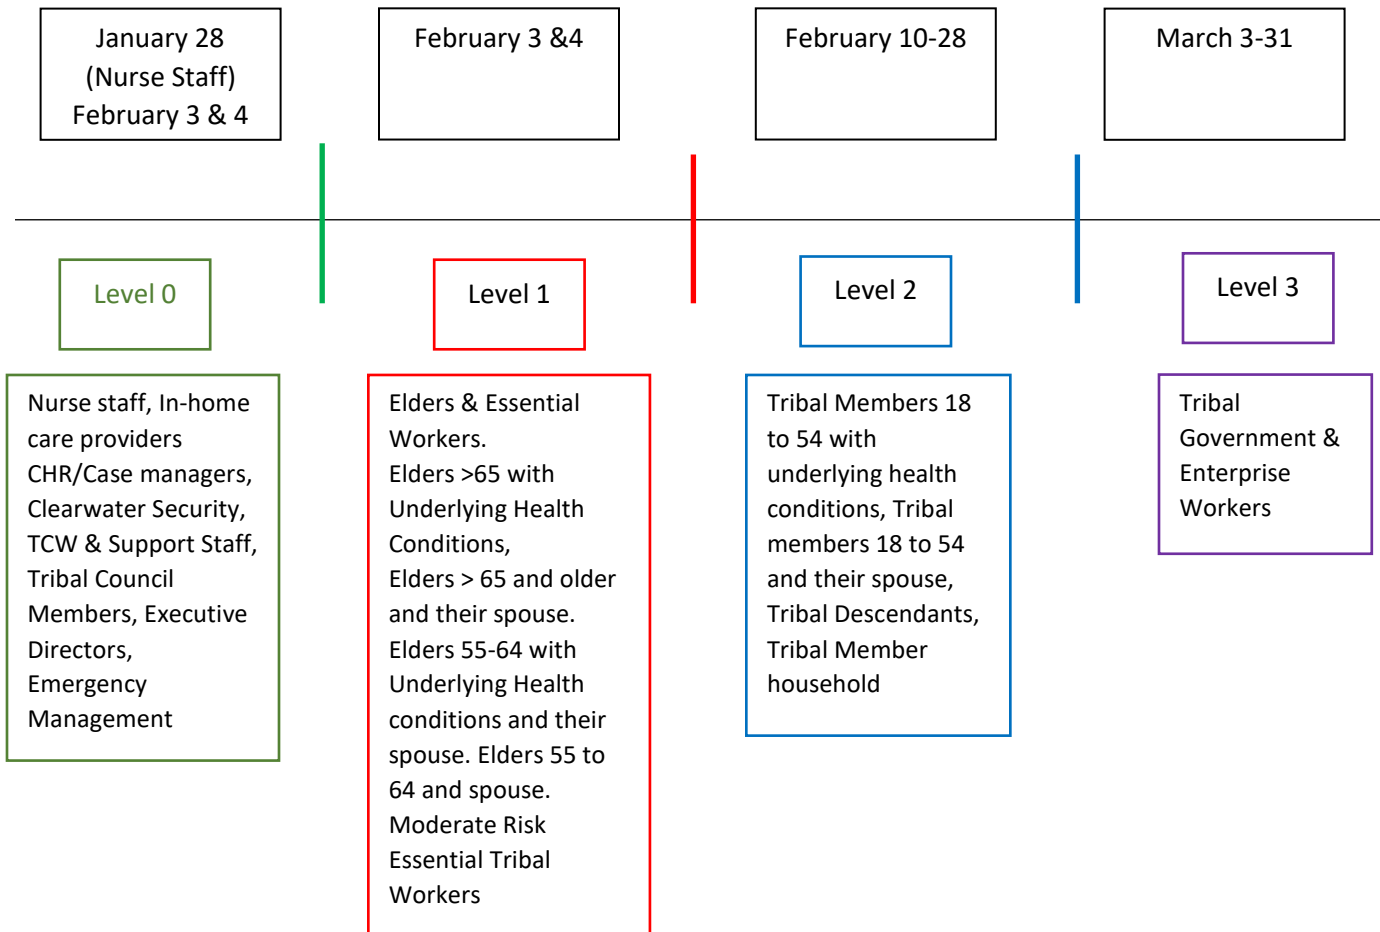 January 28
(Nurse Staff)
February 3 & 4
February 3 &4
February 10-28
March 3-31
Level 0
Level 1
Level 2
Level 3
Nurse staff, In-home
care providers
CHR/Case managers,
Clearwater Security,
TCW & Support Staff,
Tribal Council
Members, Executive
Directors,
Emergency
Management
Elders & Essential
Workers.
Elders >65 with
Underlying Health
Conditions,
Elders > 65 and older
and their spouse.
Elders 55-64 with
Underlying Health
conditions and their
spouse. Elders 55 to
64 and spouse.
Moderate Risk
Essential Tribal
Workers
Tribal Members 18
to 54 with
underlying health
conditions, Tribal
members 18 to 54
and their spouse,
Tribal Descendants,
Tribal Member
household
Tribal
Government &
Enterprise
Workers